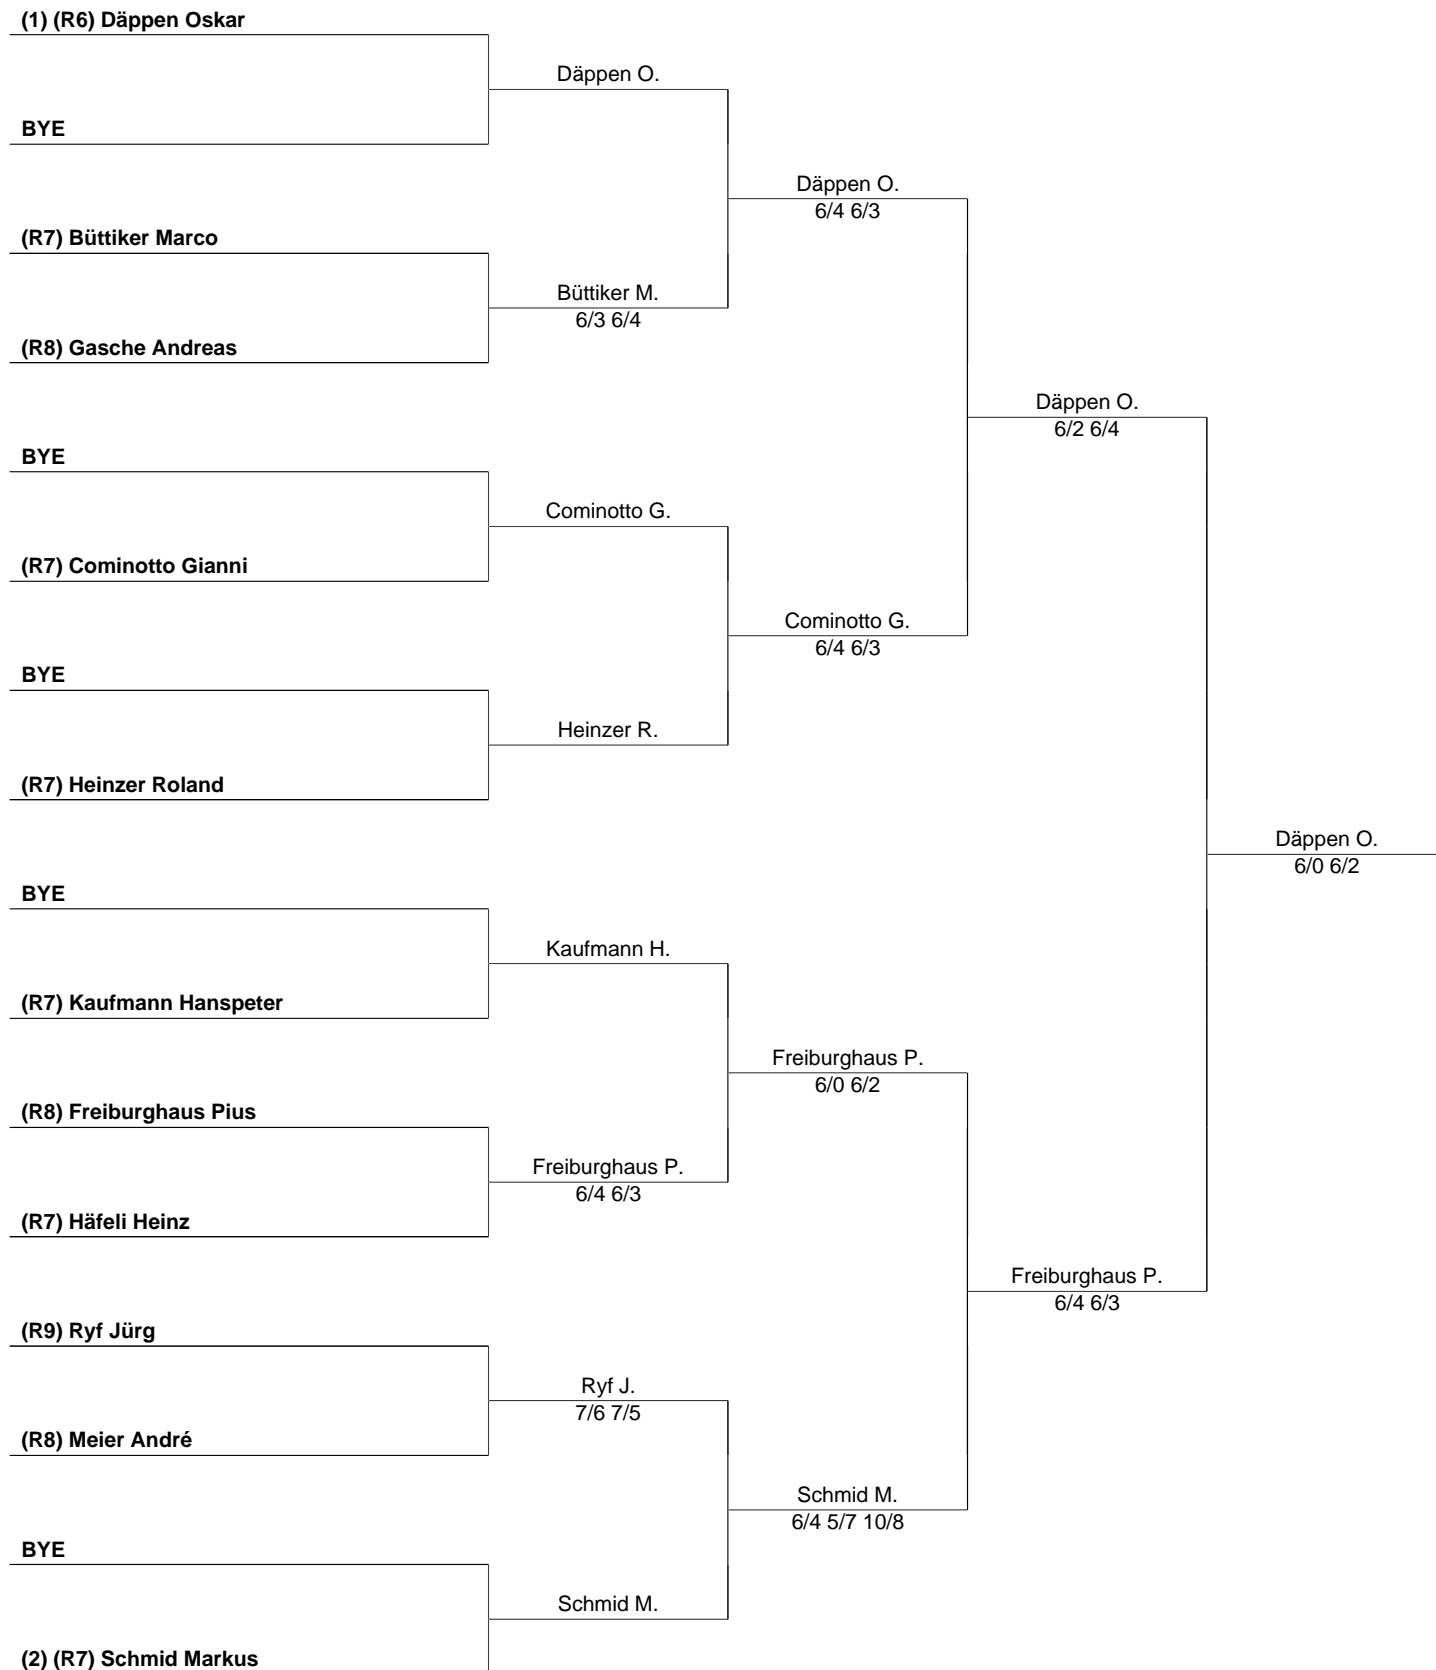 (1) (R6) Däppen Oskar
Däppen O.
BYE
Däppen O.
6/4 6/3
(R7) Büttiker Marco
Büttiker M.
6/3 6/4
(R8) Gasche Andreas
Däppen O.
6/2 6/4
BYE
Cominotto G.
(R7) Cominotto Gianni
Cominotto G.
6/4 6/3
BYE
Heinzer R.
(R7) Heinzer Roland
Däppen O.
6/0 6/2
BYE
Kaufmann H.
(R7) Kaufmann Hanspeter
Freiburghaus P.
6/0 6/2
(R8) Freiburghaus Pius
Freiburghaus P.
6/4 6/3
(R7) Häfeli Heinz
Freiburghaus P.
6/4 6/3
(R9) Ryf Jürg
Ryf J.
7/6 7/5
(R8) Meier André
Schmid M.
6/4 5/7 10/8
BYE
Schmid M.
(2) (R7) Schmid Markus